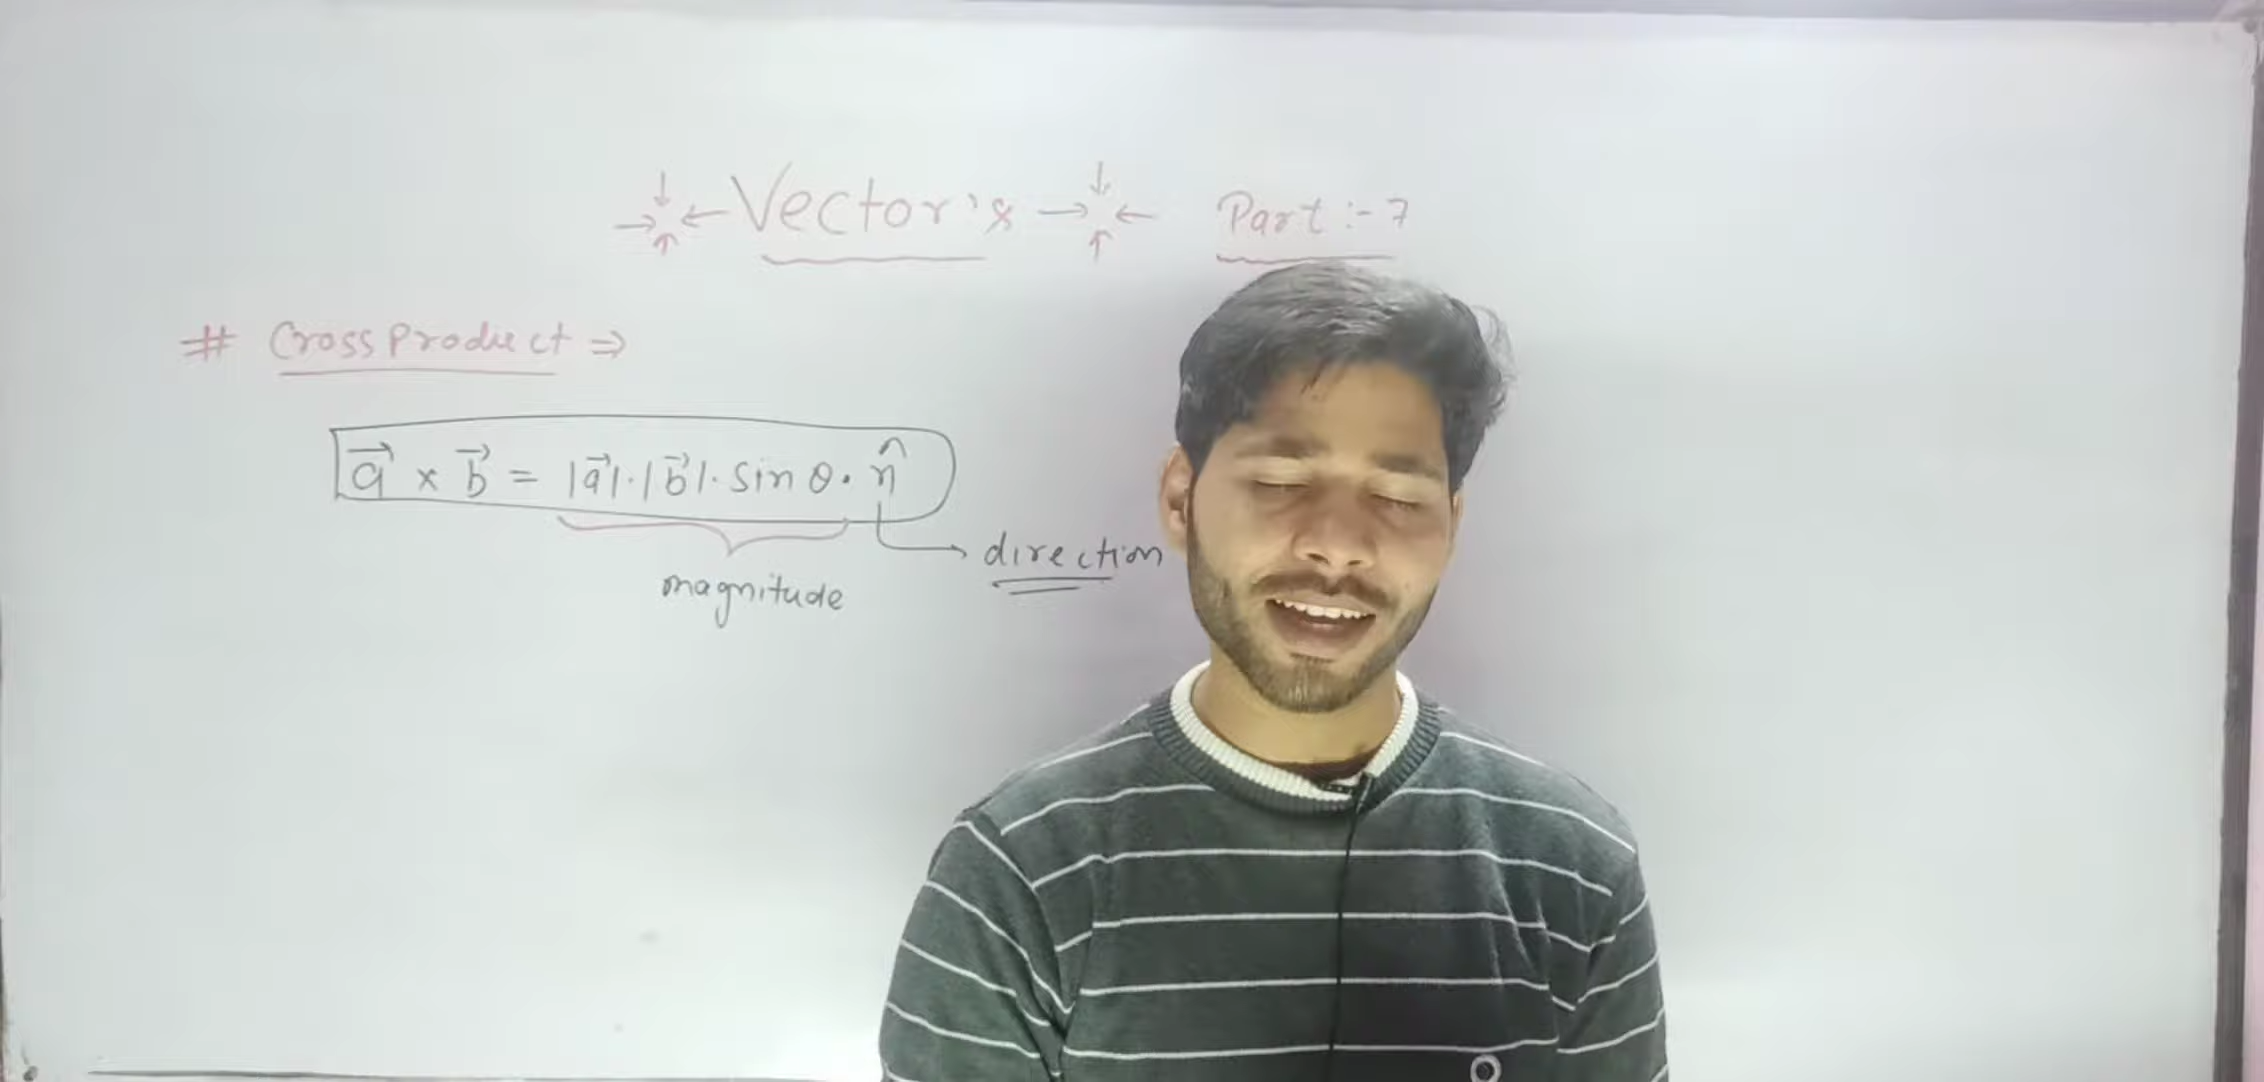 →←↓↑ Vector's →←↓↑ Part :- 7
# Cross Product ⇒
a⃗ × b⃗ = |a⃗|·|b⃗|· sin θ · n̂
direction
magnitude